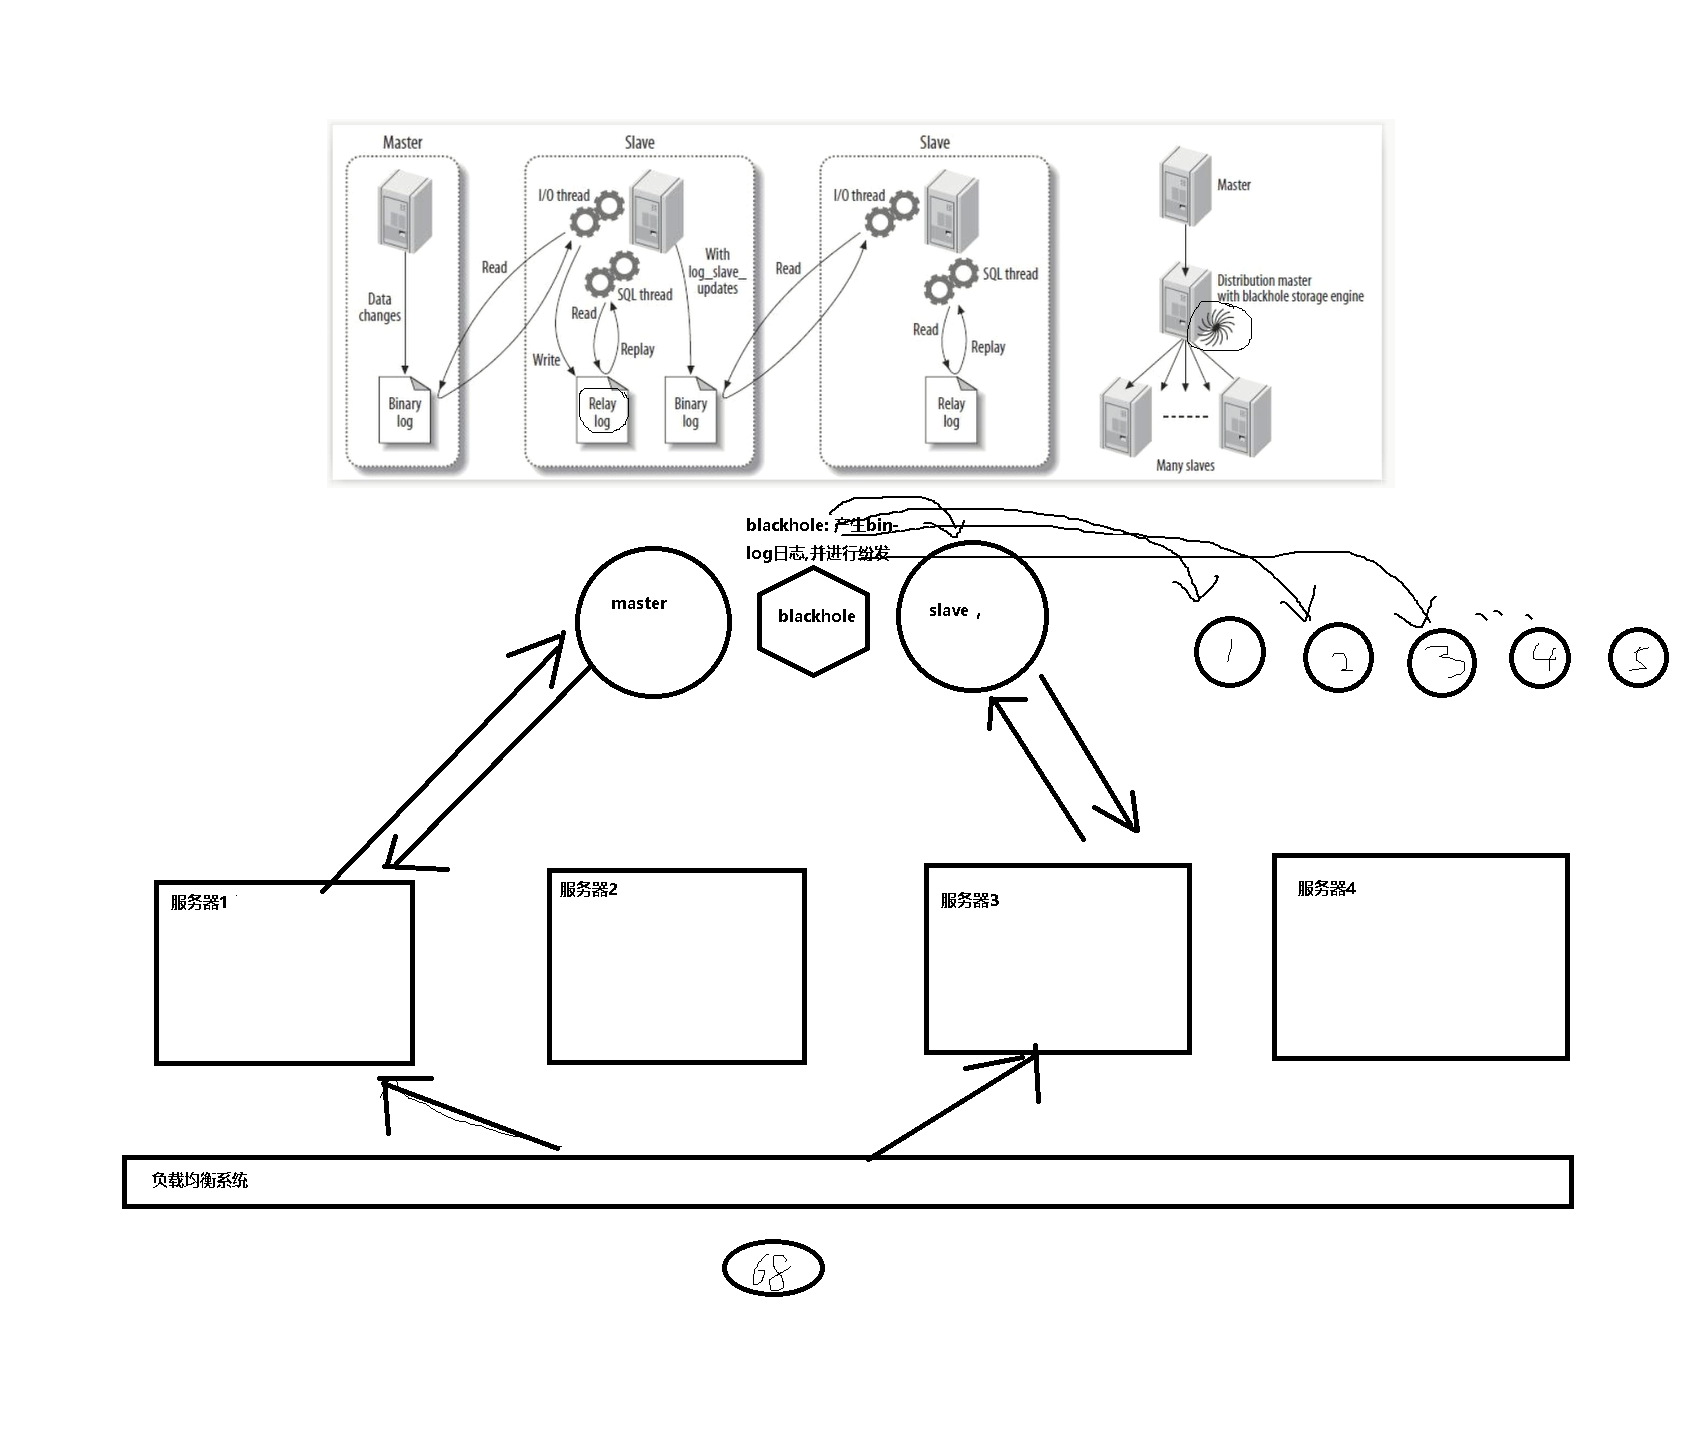 Master
Slave
Slave
I/O thread
I/O thread
Master
Read
With
log_slave_
updates
Read
SQL thread
SQL thread
Distribution master
with blackhole storage engine
Data
changes
Read
Replay
Read
Replay
Write
Binary
log
Relay
log
Binary
log
Relay
log
Many slaves
blackhole: 产生bin-
log日志,并进行纷发
master
blackhole
slave ,
1
2
3
4
5
服务器1
服务器2
服务器3
服务器4
负载均衡系统
68